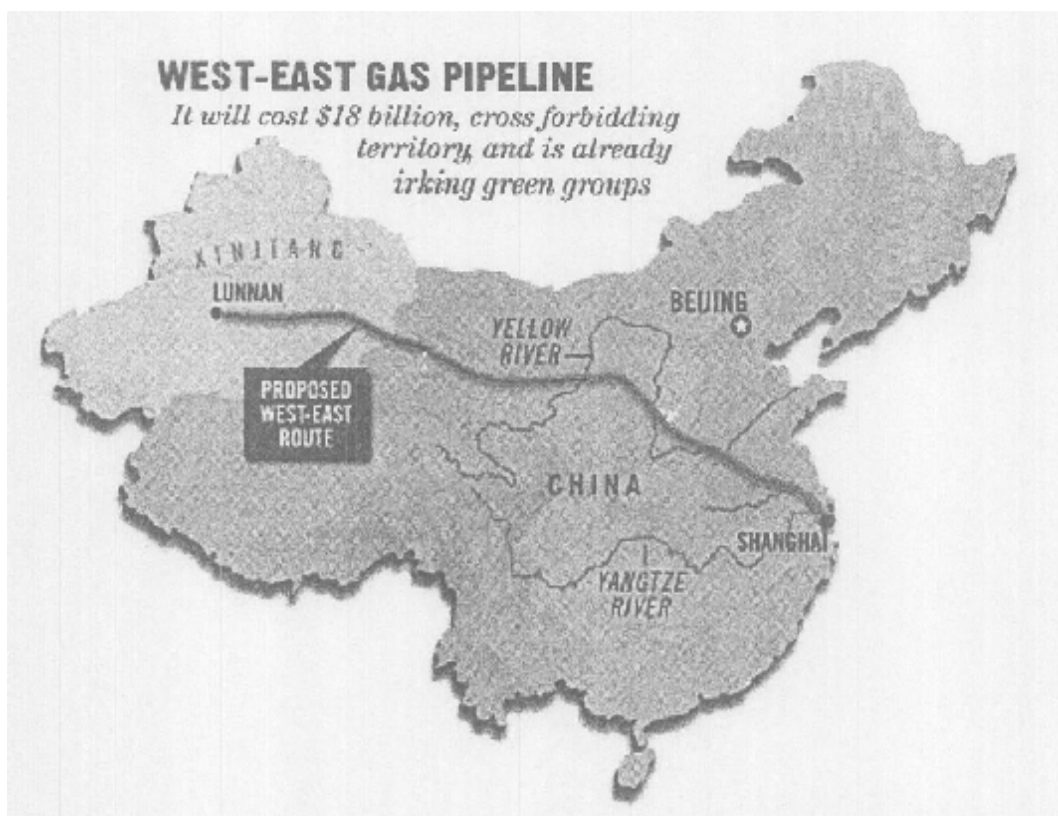 WEST-EAST GAS PIPELINE
It will cost $18 billion, cross forbidding
territory, and is already
irking green groups
XINJIANG
LUNNAN
BEIJING
YELLOW
RIVER
PROPOSED
WEST-EAST
ROUTE
CHINA
SHANGHAI
YANGTZE
RIVER